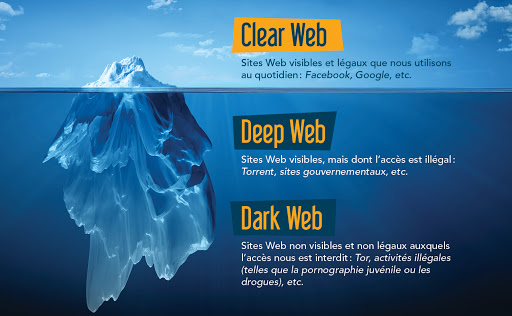 Clear Web
Sites Web visibles et légaux que nous utilisons
au quotidien : Facebook, Google, etc.
Deep Web
Sites Web visibles, mais dont l'accès est illégal :
Torrent, sites gouvernementaux, etc.
Dark Web
Sites Web non visibles et non légaux auxquels
l'accès nous est interdit : Tor, activités illégales
(telles que la pornographie juvénile ou les
drogues), etc.